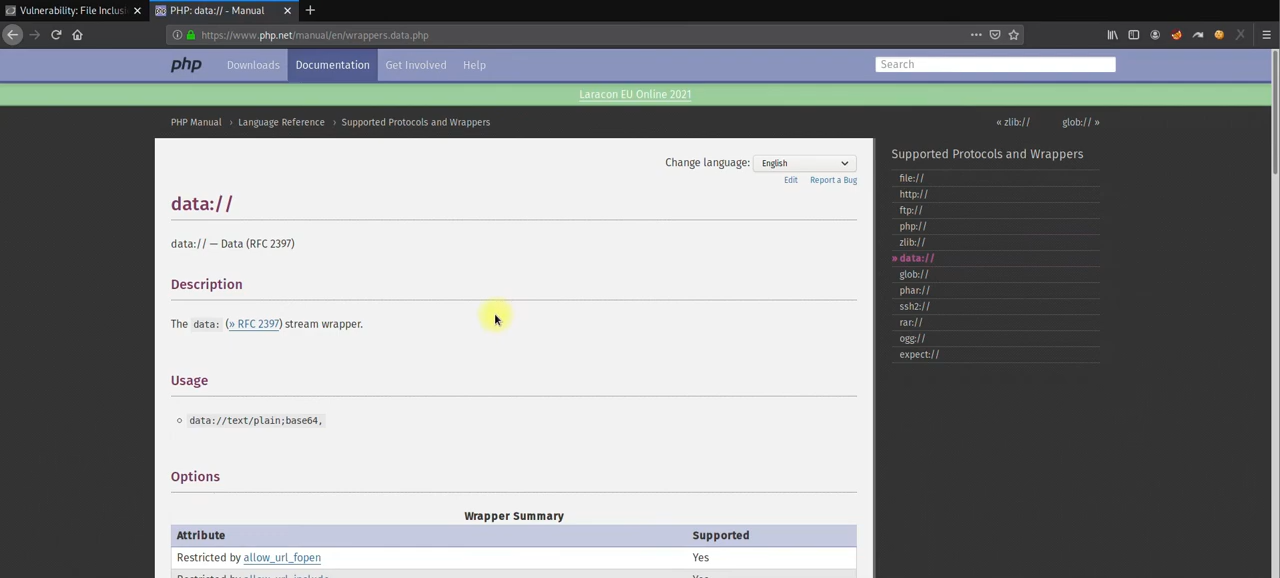 Vulnerability: File Inclusi
PHP: data:// - Manual
https://www.php.net/manual/en/wrappers.data.php
php
Downloads
Documentation
Get Involved
Help
Search
Laracon EU Online 2021
PHP Manual › Language Reference › Supported Protocols and Wrappers
« zlib://
glob:// »
Change language: English
Edit Report a Bug
data://
data:// — Data (RFC 2397)
Description
The data: (» RFC 2397) stream wrapper.
Usage
data://text/plain;base64,
Options
Wrapper Summary
Attribute Supported
Restricted by allow_url_fopen Yes
Restricted by allow_url_include Yes
Supported Protocols and Wrappers
file://
http://
ftp://
php://
zlib://
» data://
glob://
phar://
ssh2://
rar://
ogg://
expect://